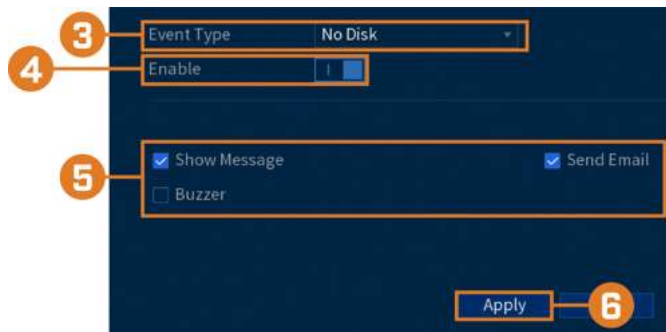 3 Event Type No Disk
4 Enable
5 Show Message Send Email
Buzzer
Apply 6